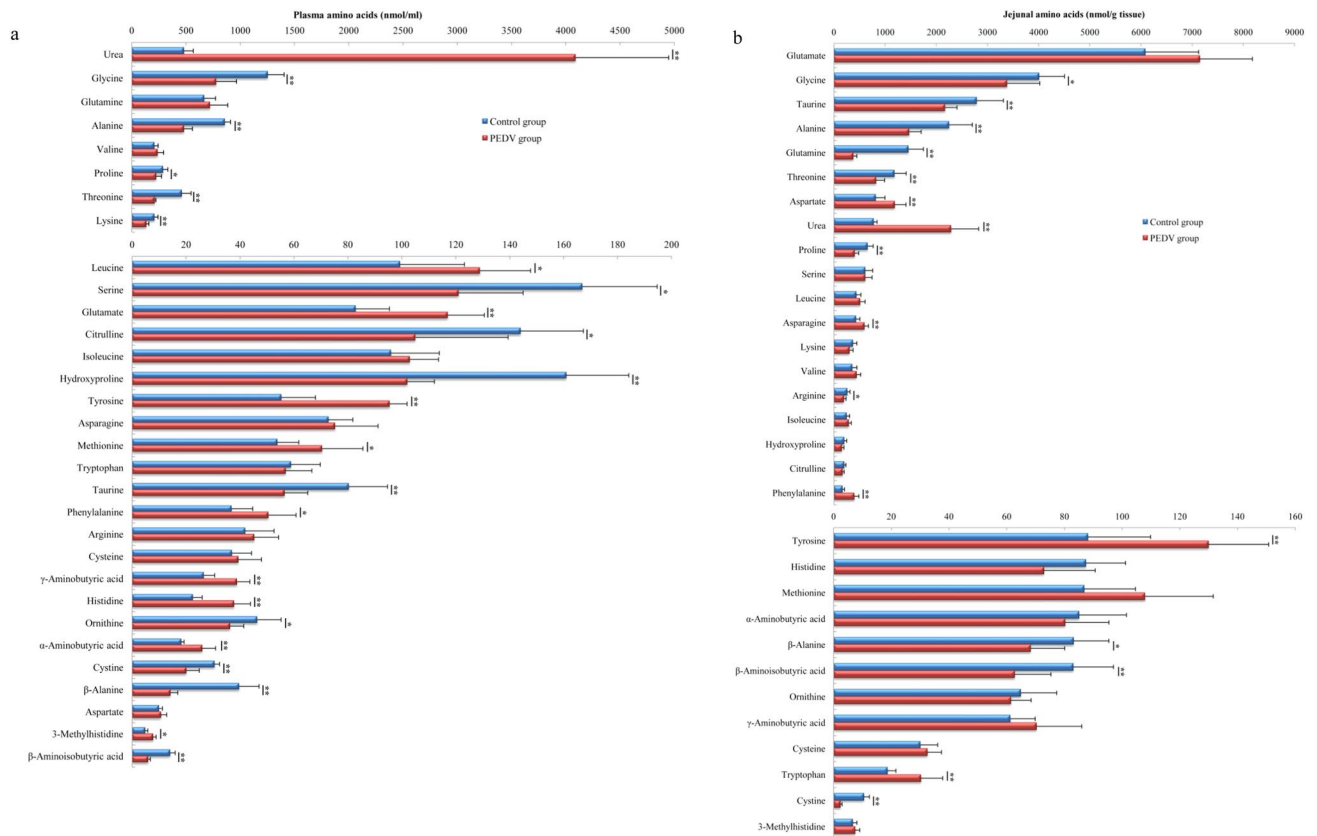 a
Plasma amino acids (nmol/ml)
0 500 1000 1500 2000 2500 3000 3500 4000 4500 5000
Urea **
Glycine **
Glutamine
Alanine **
Valine
Proline *
Threonine **
Lysine **
Control group
PEDV group
0 20 40 60 80 100 120 140 160 180 200
Leucine *
Serine *
Glutamate **
Citrulline *
Isoleucine
Hydroxyproline **
Tyrosine **
Asparagine
Methionine *
Tryptophan
Taurine **
Phenylalanine *
Arginine
Cysteine
γ-Aminobutyric acid **
Histidine **
Ornithine *
α-Aminobutyric acid **
Cystine **
β-Alanine **
Aspartate
3-Methylhistidine *
β-Aminoisobutyric acid **
b
Jejunal amino acids (nmol/g tissue)
0 1000 2000 3000 4000 5000 6000 7000 8000 9000
Glutamate
Glycine *
Taurine **
Alanine **
Glutamine **
Threonine **
Aspartate **
Urea **
Proline **
Serine
Leucine
Asparagine **
Lysine
Valine
Arginine *
Isoleucine
Hydroxyproline
Citrulline
Phenylalanine **
Control group
PEDV group
0 20 40 60 80 100 120 140 160
Tyrosine **
Histidine
Methionine
α-Aminobutyric acid
β-Alanine *
β-Aminoisobutyric acid **
Ornithine
γ-Aminobutyric acid
Cysteine
Tryptophan **
Cystine **
3-Methylhistidine